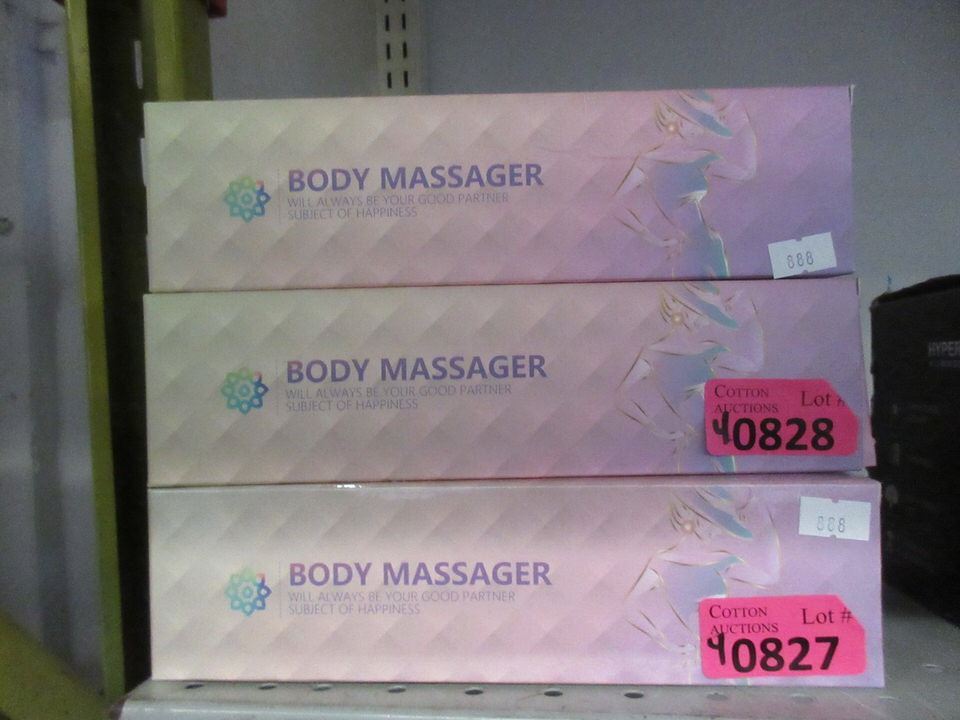 BODY MASSAGER
WILL ALWAYS BE YOUR GOOD PARTNER
SUBJECT OF HAPPINESS
888
BODY MASSAGER
WILL ALWAYS BE YOUR GOOD PARTNER
SUBJECT OF HAPPINESS
COTTON
AUCTIONS Lot #
40828
BODY MASSAGER
WILL ALWAYS BE YOUR GOOD PARTNER
SUBJECT OF HAPPINESS
888
COTTON
AUCTIONS Lot #
40827
HYPER